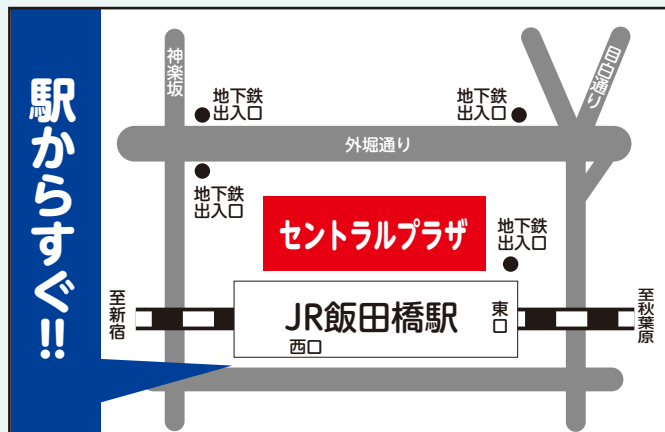 駅からすぐ!!
神楽坂
地下鉄
出入口
地下鉄
出入口
目白通り
外堀通り
地下鉄
出入口
セントラルプラザ
地下鉄
出入口
至新宿
JR飯田橋駅
東口
西口
至秋葉原